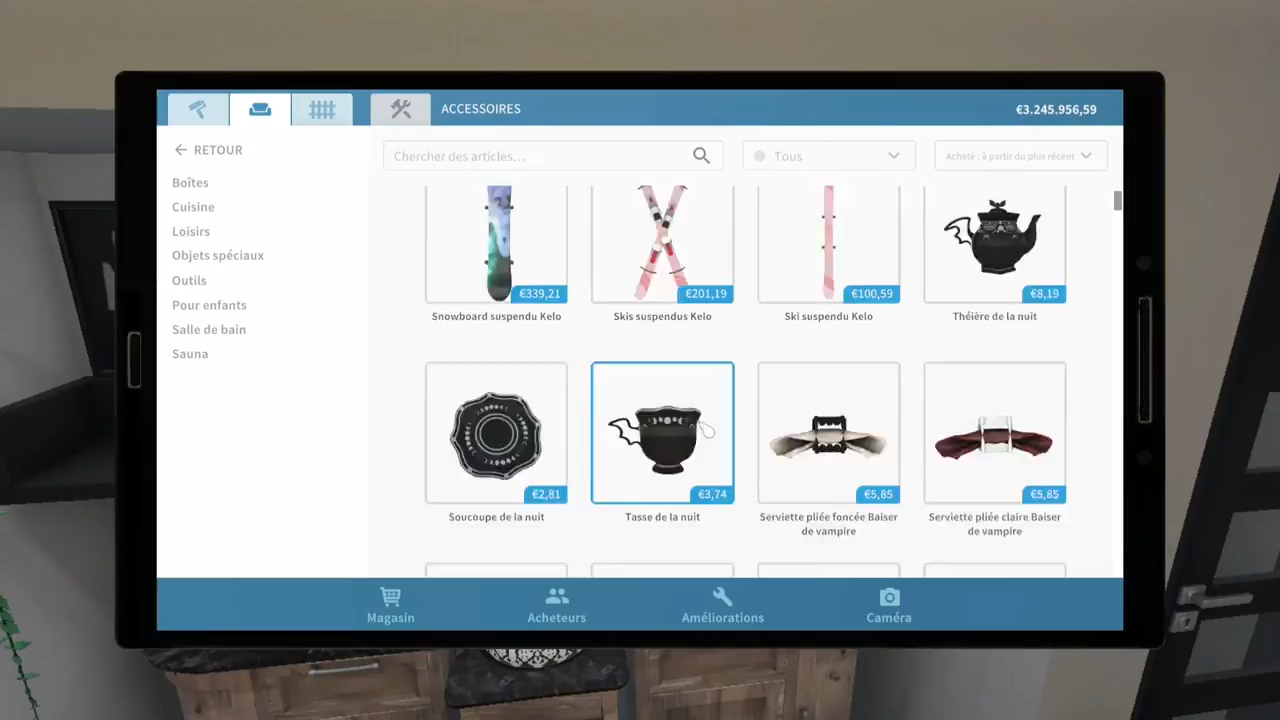 ACCESSOIRES
€3.245.956,59
RETOUR
Chercher des articles...
Tous
Acheté : à partir du plus récent
Boîtes
Cuisine
Loisirs
Objets spéciaux
Outils
Pour enfants
Salle de bain
Sauna
€339,21
€201,19
€100,59
€8,19
Snowboard suspendu Kelo
Skis suspendus Kelo
Ski suspendu Kelo
Théière de la nuit
€2,81
€3,74
€5,85
€5,85
Soucoupe de la nuit
Tasse de la nuit
Serviette pliée foncée Baiser
de vampire
Serviette pliée claire Baiser
de vampire
Magasin
Acheteurs
Améliorations
Caméra